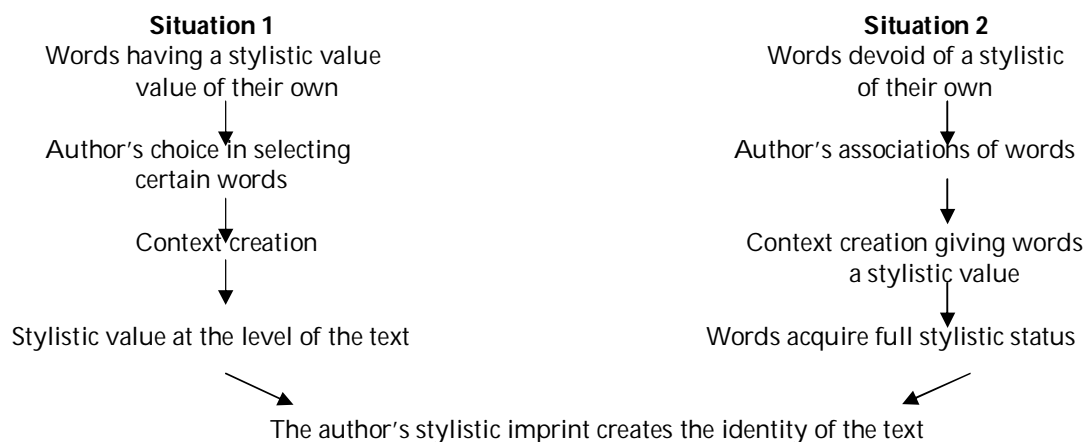 Situation 1
Words having a stylistic value
value of their own
Author's choice in selecting
certain words
Context creation
Stylistic value at the level of the text
Situation 2
Words devoid of a stylistic
of their own
Author's associations of words
Context creation giving words
a stylistic value
Words acquire full stylistic status
The author's stylistic imprint creates the identity of the text